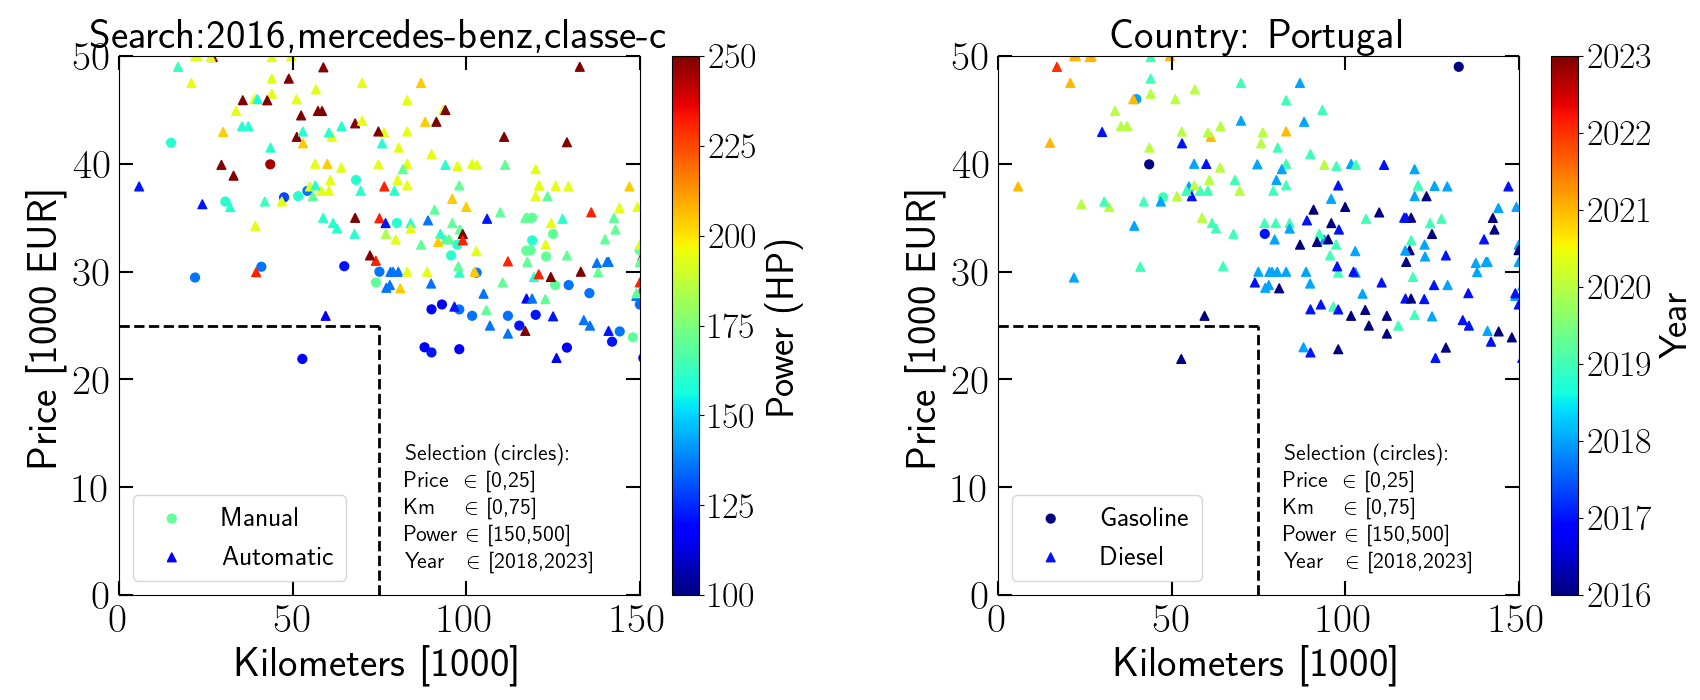 Search:2016,mercedes-benz,classe-c
50
40
30
20
10
0
0
50
100
150
Price [1000 EUR]
Kilometers [1000]
Manual
Automatic
Selection (circles):
Price ∈ [0,25]
Km ∈ [0,75]
Power ∈ [150,500]
Year ∈ [2018,2023]
250
225
200
175
150
125
100
Power (HP)
Country: Portugal
50
40
30
20
10
0
0
50
100
150
Price [1000 EUR]
Kilometers [1000]
Gasoline
Diesel
Selection (circles):
Price ∈ [0,25]
Km ∈ [0,75]
Power ∈ [150,500]
Year ∈ [2018,2023]
2023
2022
2021
2020
2019
2018
2017
2016
Year